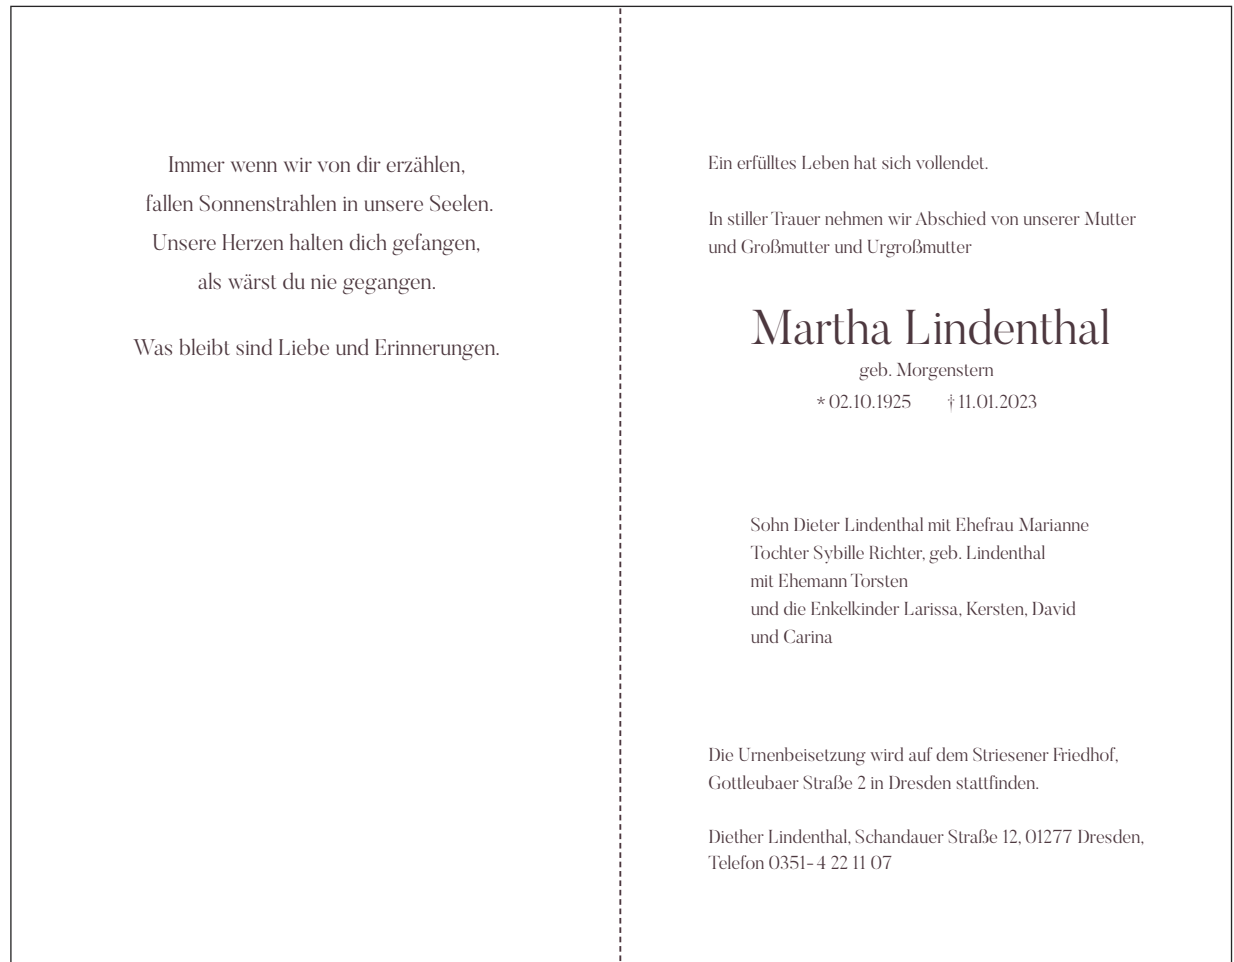 Immer wenn wir von dir erzählen,
fallen Sonnenstrahlen in unsere Seelen.
Unsere Herzen halten dich gefangen,
als wärst du nie gegangen.
Was bleibt sind Liebe und Erinnerungen.
Ein erfülltes Leben hat sich vollendet.
In stiller Trauer nehmen wir Abschied von unserer Mutter
und Großmutter und Urgroßmutter
Martha Lindenthal
geb. Morgenstern
* 02.10.1925 † 11.01.2023
Sohn Dieter Lindenthal mit Ehefrau Marianne
Tochter Sybille Richter, geb. Lindenthal
mit Ehemann Torsten
und die Enkelkinder Larissa, Kersten, David
und Carina
Die Urnenbeisetzung wird auf dem Striesener Friedhof,
Gottleubaer Straße 2 in Dresden stattfinden.
Diether Lindenthal, Schandauer Straße 12, 01277 Dresden,
Telefon 0351- 4 22 11 07